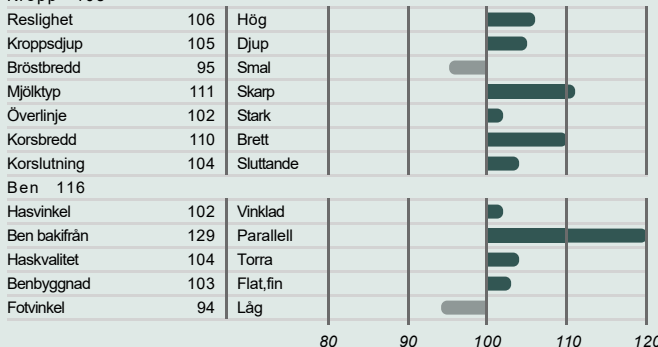 Reslighet 106 Hög
Kroppsdjup 105 Djup
Bröstbredd 95 Smal
Mjölktyp 111 Skarp
Överlinje 102 Stark
Korsbredd 110 Brett
Korslutning 104 Sluttande
Ben 116
Hasvinkel 102 Vinklad
Ben bakifrån 129 Parallell
Haskvalitet 104 Torra
Benbyggnad 103 Flat,fin
Fotvinkel 94 Låg
80 90 100 110 120